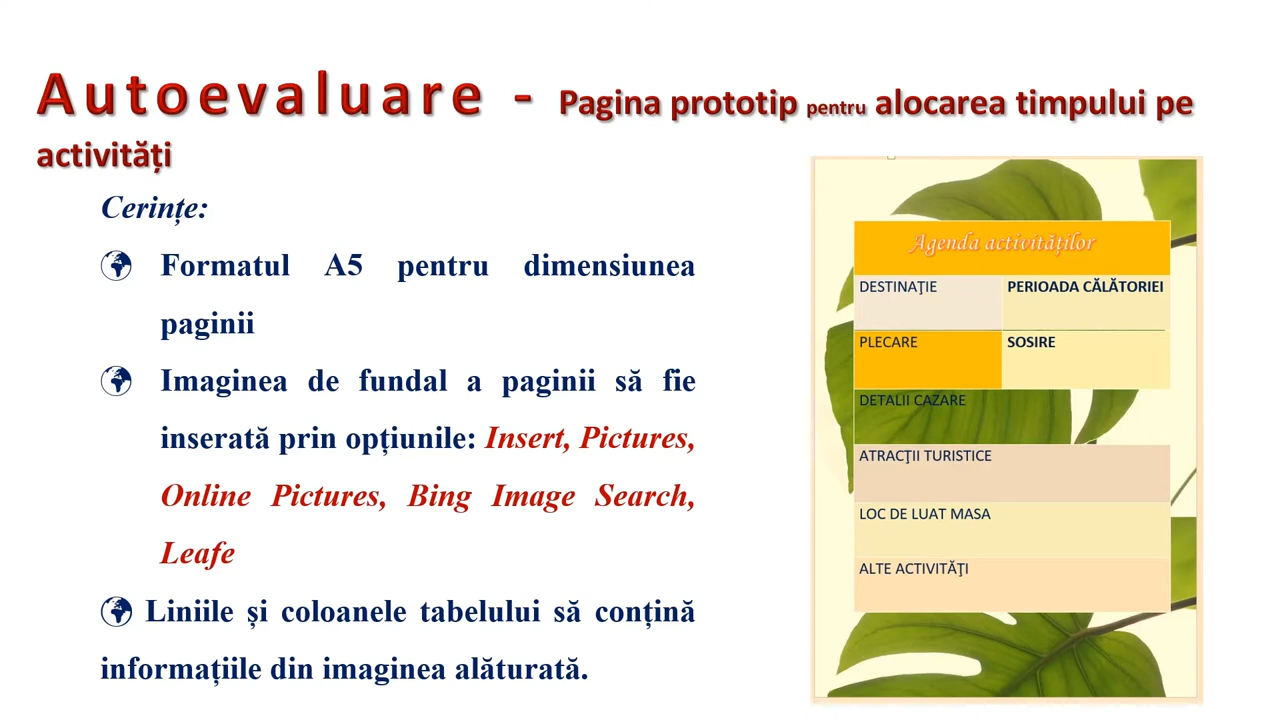 Autoevaluare - Pagina prototip pentru alocarea timpului pe
activități
Cerințe:
Formatul A5 pentru dimensiunea
paginii
Imaginea de fundal a paginii să fie
inserată prin opțiunile: Insert, Pictures,
Online Pictures, Bing Image Search,
Leafe
Liniile și coloanele tabelului să conțină
informațiile din imaginea alăturată.
Agenda activităților
DESTINAŢIE PERIOADA CĂLĂTORIEI
PLECARE SOSIRE
DETALII CAZARE
ATRACŢII TURISTICE
LOC DE LUAT MASA
ALTE ACTIVITĂŢI